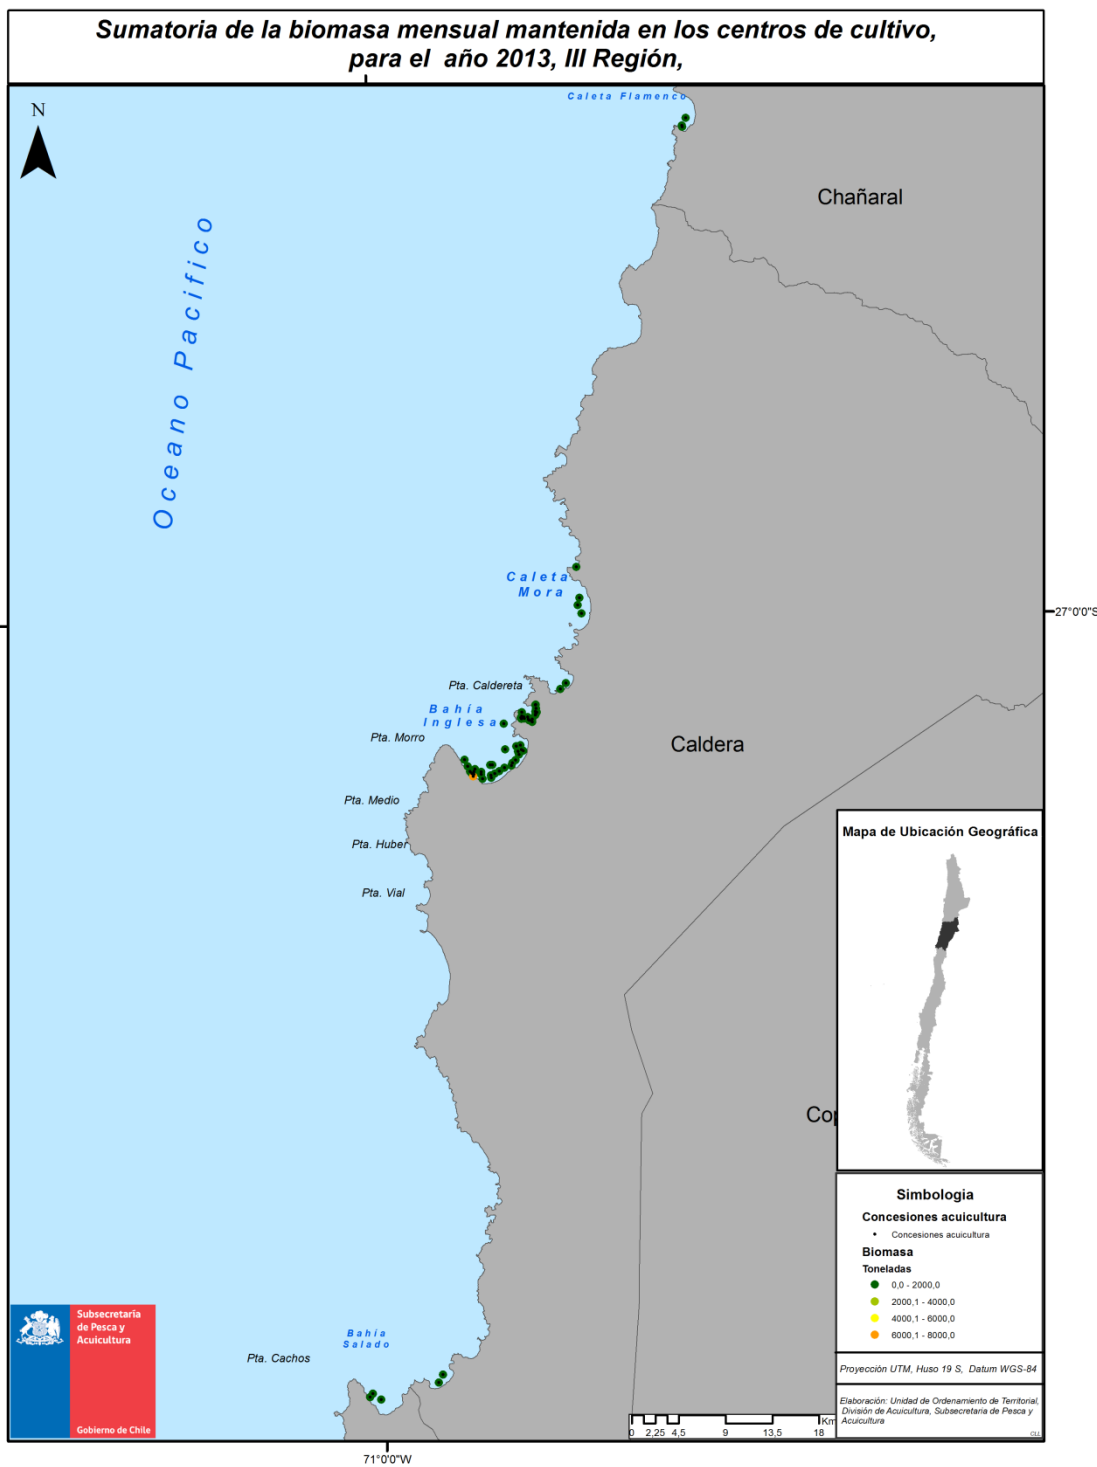 Sumatoria de la biomasa mensual mantenida en los centros de cultivo,
para el año 2013, III Región,
Caleta Flamenco
N
Chañaral
Oceano Pacifico
Caleta
Mora
27°0'0"S
Pta. Caldereta
Bahía
Inglesa
Pta. Morro
Caldera
Pta. Medio
Pta. Huber
Pta. Vial
Mapa de Ubicación Geográfica
Cop
Simbologia
Concesiones acuicultura
Concesiones acuicultura
Biomasa
Toneladas
0,0 - 2000,0
2000,1 - 4000,0
4000,1 - 6000,0
6000,1 - 8000,0
Subsecretaría
de Pesca y
Acuicultura
Gobierno de Chile
Bahía
Salado
Pta. Cachos
Proyección UTM, Huso 19 S, Datum WGS-84
Elaboración: Unidad de Ordenamiento de Territorial,
División de Acuicultura, Subsecretaria de Pesca y
Acuicultura
Km
0 2,25 4,5 9 13,5 18
71°0'0"W